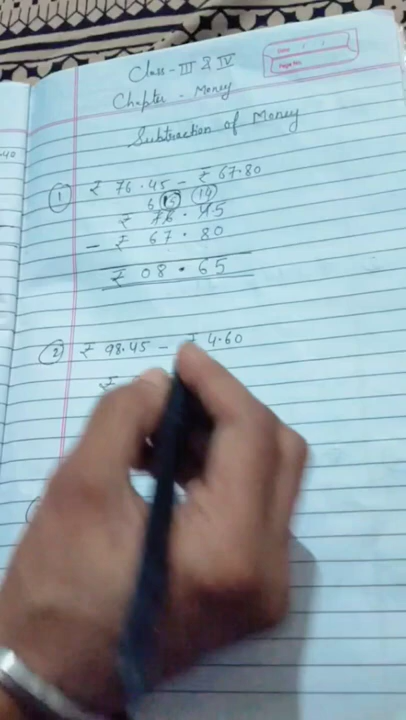 Class - III & IV
Chapter - Money
Subtraction of Money
① ₹ 76.45 - ₹ 67.80
6 15 14
₹ 76.45
- ₹ 67.80
₹ 08.65
② ₹ 98.45 - ₹ 4.60
₹